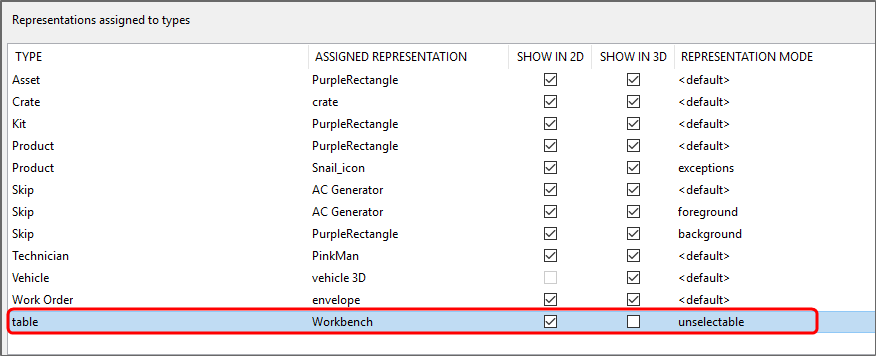 Representations assigned to types
TYPE ASSIGNED REPRESENTATION SHOW IN 2D SHOW IN 3D REPRESENTATION MODE
Asset PurpleRectangle <default>
Crate crate <default>
Kit PurpleRectangle <default>
Product PurpleRectangle <default>
Product Snail_icon exceptions
Skip AC Generator <default>
Skip AC Generator foreground
Skip PurpleRectangle background
Technician PinkMan <default>
Vehicle vehicle 3D <default>
Work Order envelope <default>
table Workbench unselectable